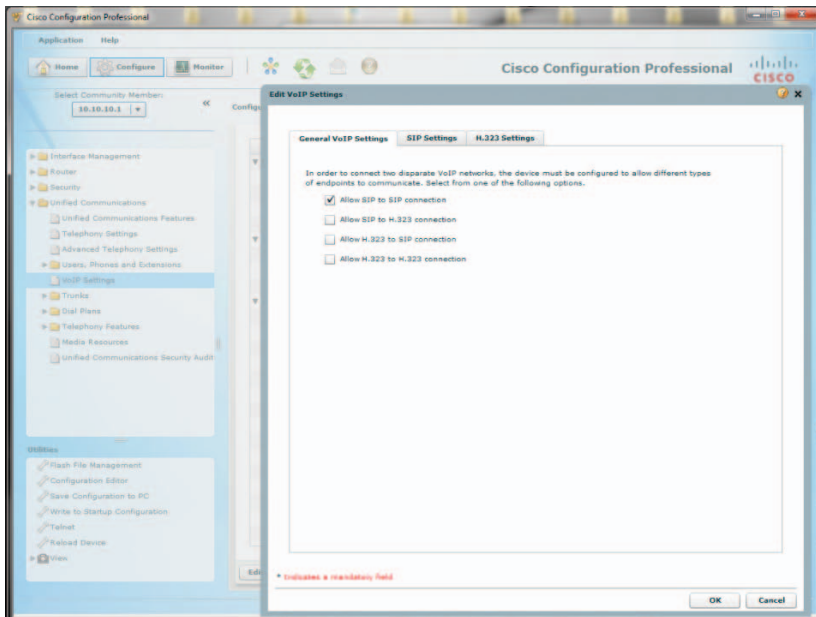 Cisco Configuration Professional
Application Help
Home Configure Monitor
Cisco Configuration Professional
CISCO
Select Community Member:
10.10.10.1
«
Configu
Interface Management
Router
Security
Unified Communications
Unified Communications Features
Telephony Settings
Advanced Telephony Settings
Users, Phones and Extensions
VoIP Settings
Trunks
Dial Plans
Telephony Features
Media Resources
Unified Communications Security Audit
Utilities
Flash File Management
Configuration Editor
Save Configuration to PC
Write to Startup Configuration
Telnet
Reload Device
View
Edi
Edit VoIP Settings
General VoIP Settings SIP Settings H.323 Settings
In order to connect two disparate VoIP networks, the device must be configured to allow different types
of endpoints to communicate. Select from one of the following options.
Allow SIP to SIP connection
Allow SIP to H.323 connection
Allow H.323 to SIP connection
Allow H.323 to H.323 connection
* Indicates a mandatory field
OK Cancel